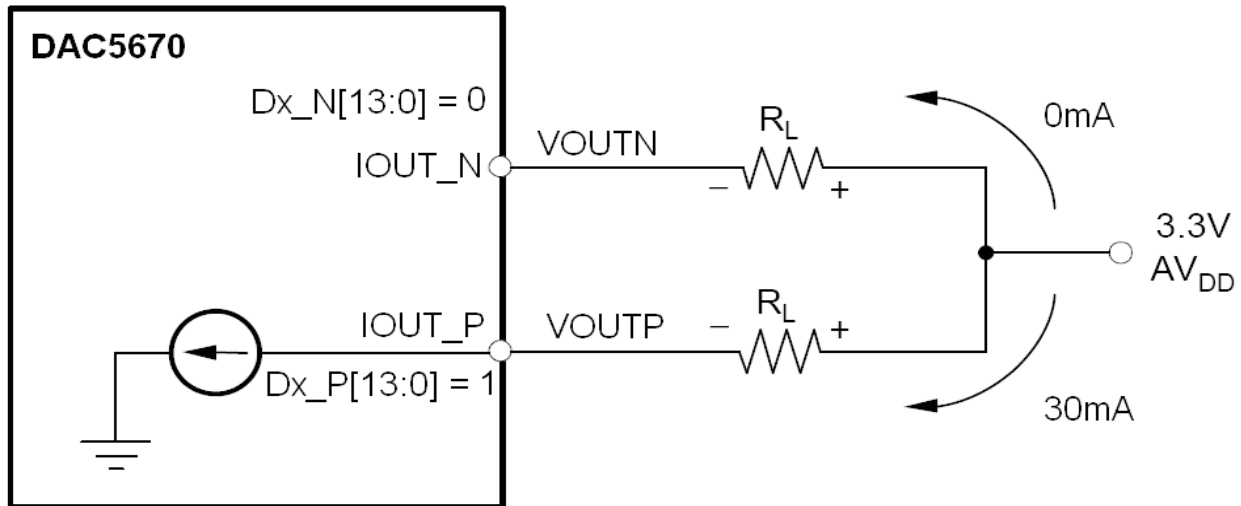 DAC5670
Dx_N[13:0] = 0
IOUT_N
VOUTN
R_L
− +
0mA
3.3V
AV_DD
IOUT_P
VOUTP
R_L
− +
Dx_P[13:0] = 1
30mA